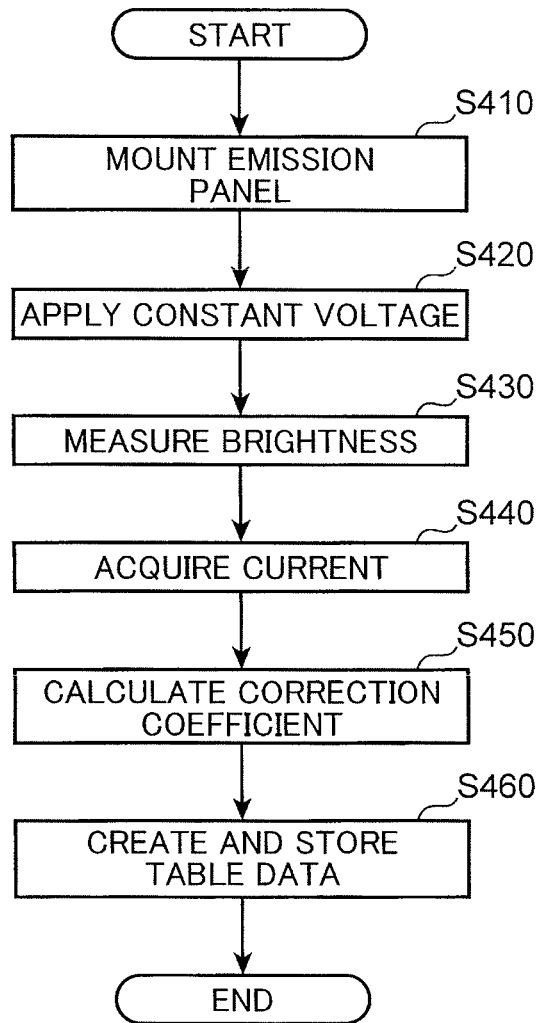 START
S410
MOUNT EMISSION
PANEL
S420
APPLY CONSTANT VOLTAGE
S430
MEASURE BRIGHTNESS
S440
ACQUIRE CURRENT
S450
CALCULATE CORRECTION
COEFFICIENT
S460
CREATE AND STORE
TABLE DATA
END